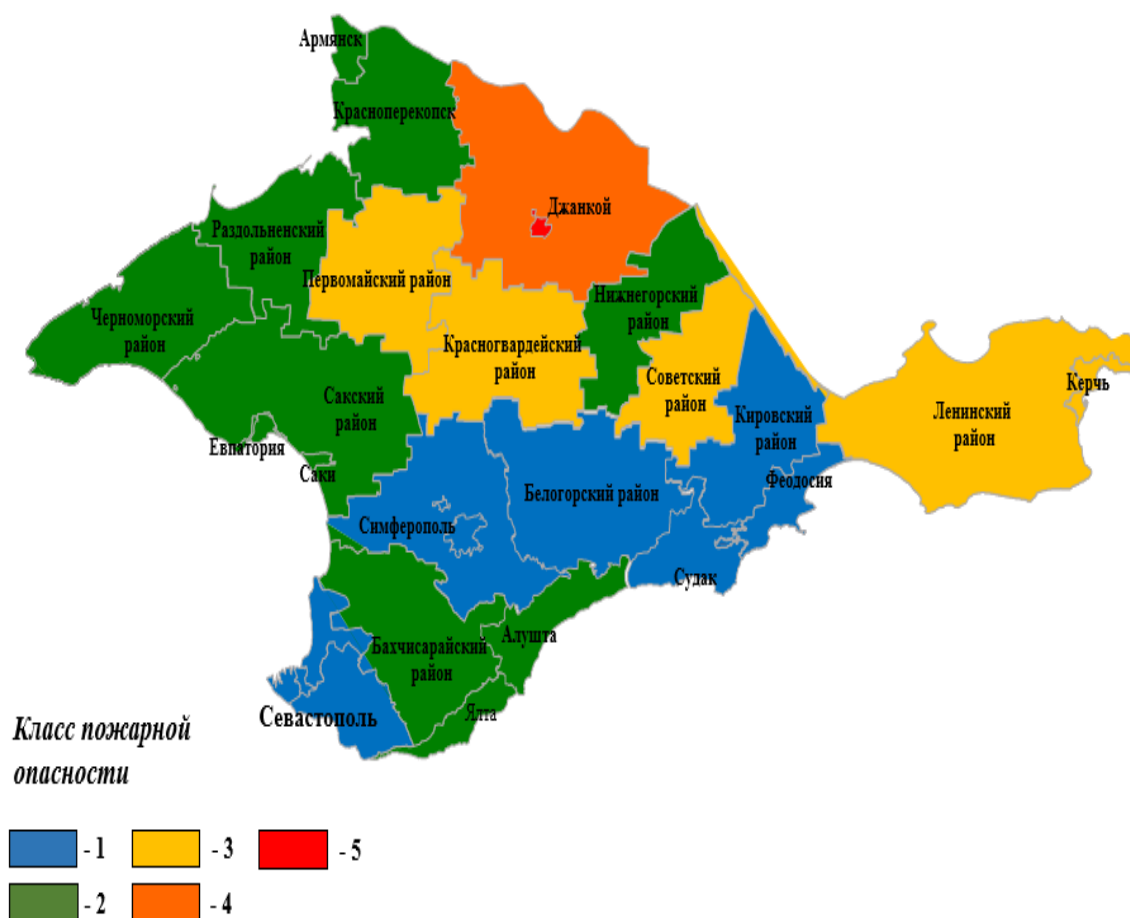 Армянск
Красноперекопск
Джанкой
Раздольненский
район
Первомайский район
Нижнегорский
район
Черноморский
район
Красногвардейский
район
Советский
район
Керчь
Сакский
район
Кировский
район
Ленинский
район
Евпатория
Саки
Феодосия
Белогорский район
Симферополь
Судак
Алушта
Бахчисарайский
район
Ялта
Севастополь
Класс пожарной
опасности
- 1
- 3
- 5
- 2
- 4